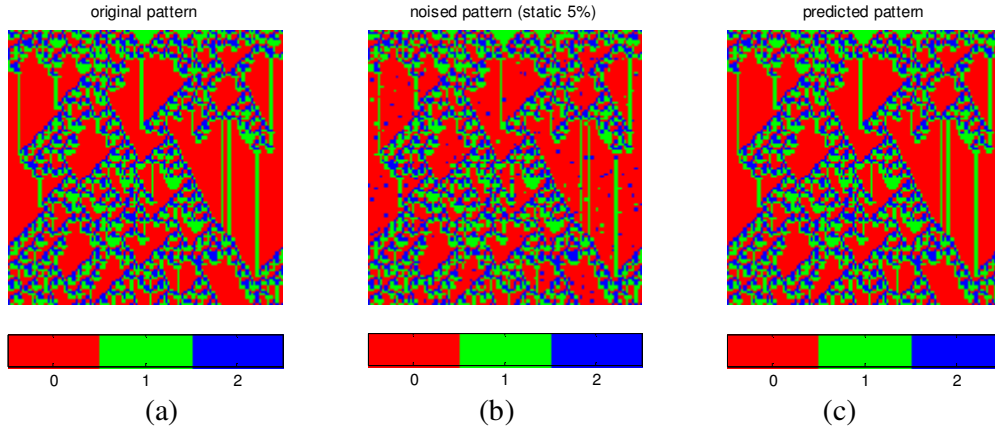 original pattern
noised pattern (static 5%)
predicted pattern
0 1 2
0 1 2
0 1 2
(a)
(b)
(c)